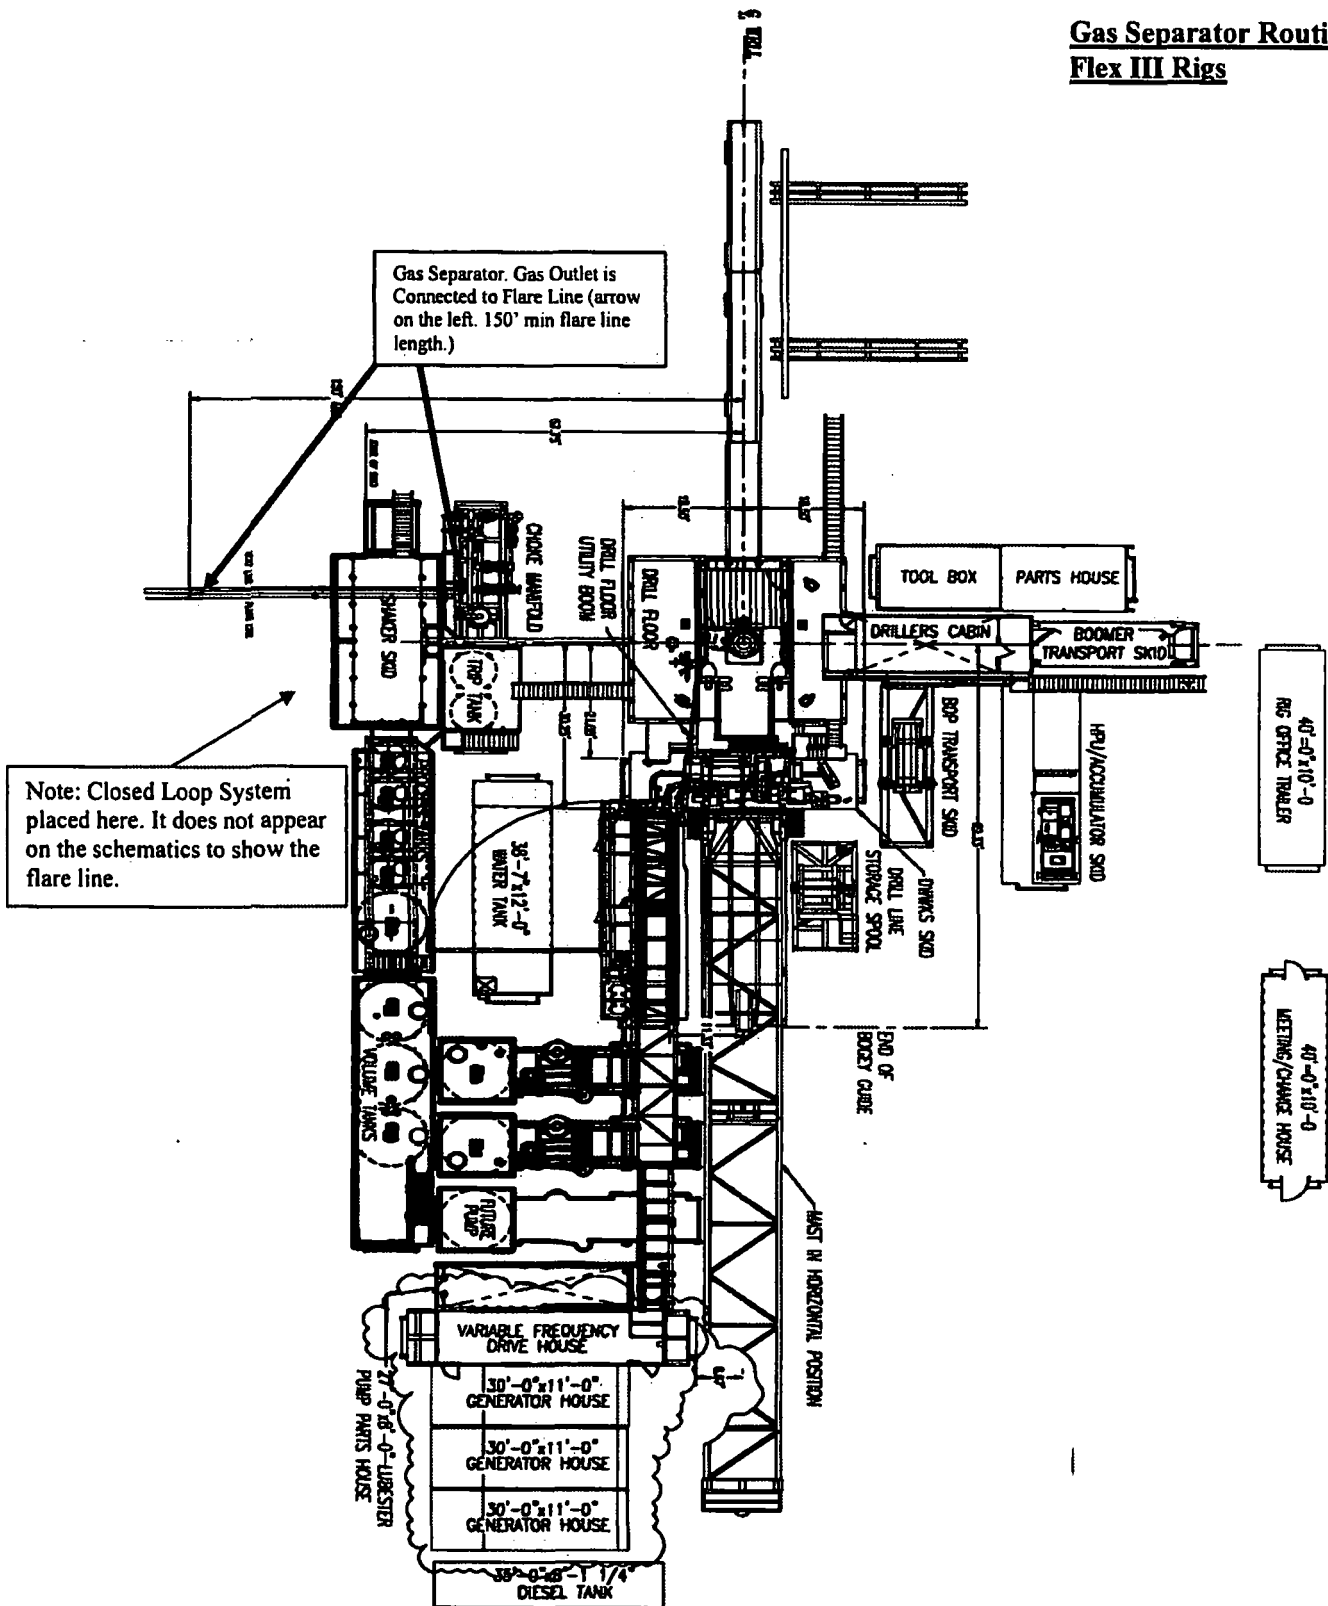 Gas Separator Routi
Flex III Rigs
Gas Separator. Gas Outlet is
Connected to Flare Line (arrow
on the left. 150' min flare line
length.)
CHOKE MANIFOLD
DRILL FLOOR
UTILITY BOOM
DRILL FLOOR
TOOL BOX
PARTS HOUSE
DRILLERS CABIN
BOOMER
TRANSPORT SKID
SHAKER SKID
TRIP TANK
BOP TRANSPORT SKID
HPU/ACCUMULATOR SKID
40'-0"x10'-0
RIG OFFICE TRAILER
Note: Closed Loop System
placed here. It does not appear
on the schematics to show the
flare line.
38'-7"x12'-0"
WATER TANK
DWKS SKID
DRILL LINE
STORAGE SPOOL
END OF
BOGEY GUIDE
40'-0"x10'-0
MEETING/CHANGE HOUSE
VOLUME TANKS
FUTURE
PUMP
MAST IN HORIZONTAL POSITION
VARIABLE FREQUENCY
DRIVE HOUSE
27'-0"x8'-0" LUBESTER
PUMP PARTS HOUSE
30'-0"x11'-0"
GENERATOR HOUSE
30'-0"x11'-0"
GENERATOR HOUSE
30'-0"x11'-0"
GENERATOR HOUSE
DIESEL TANK